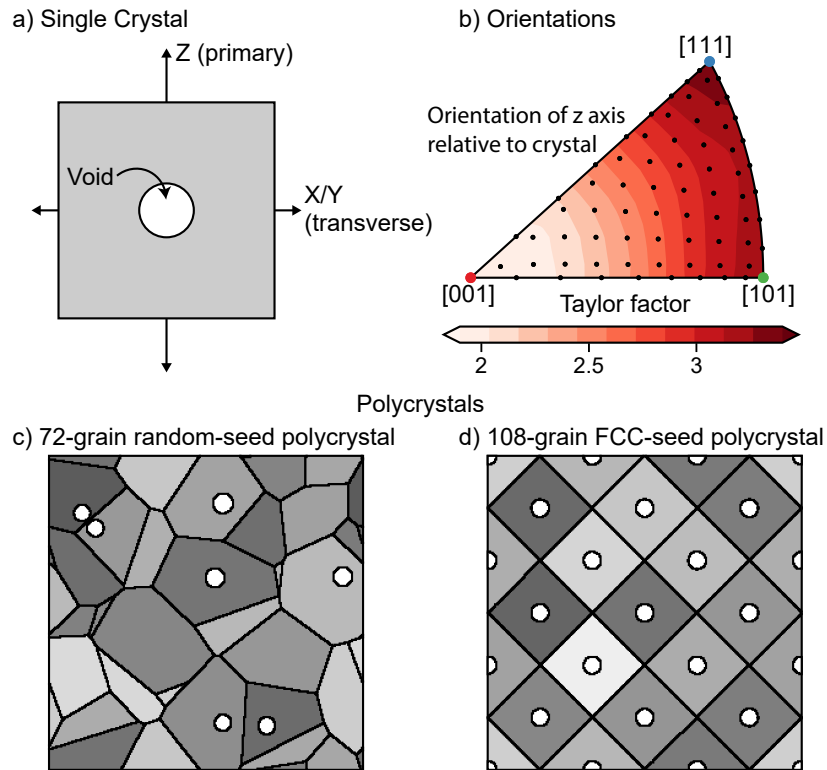 a) Single Crystal
Z (primary)
Void
X/Y
(transverse)
b) Orientations
[111]
Orientation of z axis
relative to crystal
[001]
[101]
Taylor factor
2
2.5
3
Polycrystals
c) 72-grain random-seed polycrystal
d) 108-grain FCC-seed polycrystal